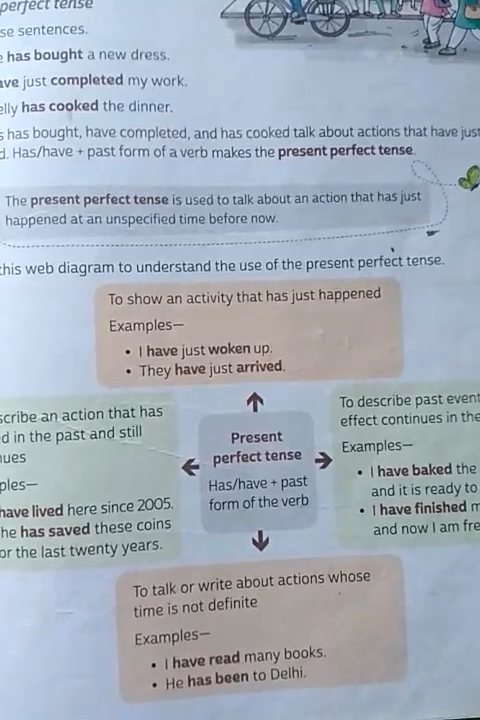 perfect tense
se sentences.
e has bought a new dress.
ave just completed my work.
elly has cooked the dinner.
s has bought, have completed, and has cooked talk about actions that have just
d. Has/have + past form of a verb makes the present perfect tense.
The present perfect tense is used to talk about an action that has just
happened at an unspecified time before now.
this web diagram to understand the use of the present perfect tense.
To show an activity that has just happened
Examples—
• I have just woken up.
• They have just arrived.
scribe an action that has
d in the past and still
nues
ples—
have lived here since 2005.
he has saved these coins
or the last twenty years.
Present
perfect tense
Has/have + past
form of the verb
To describe past event
effect continues in the
Examples—
• I have baked the
and it is ready to
• I have finished m
and now I am fre
To talk or write about actions whose
time is not definite
Examples—
• I have read many books.
• He has been to Delhi.